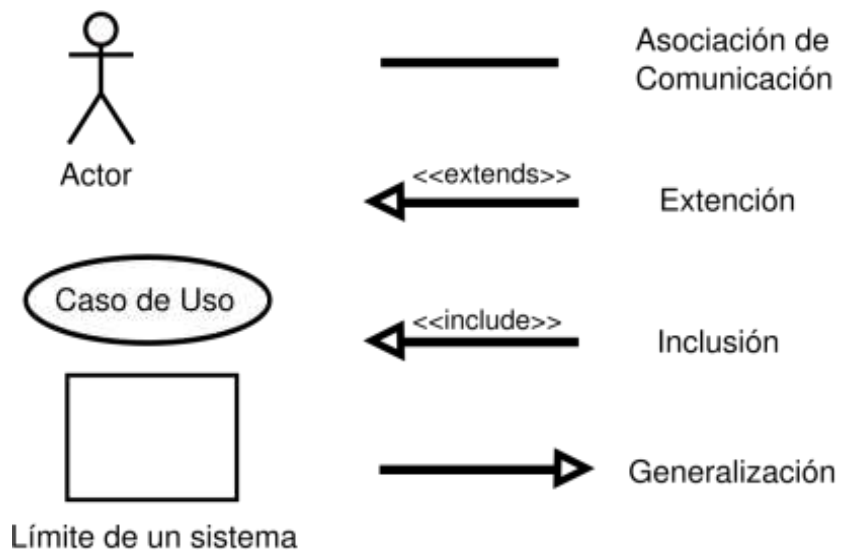 Actor
Caso de Uso
Límite de un sistema
Asociación de
Comunicación
<<extends>>
Extención
<<include>>
Inclusión
Generalización